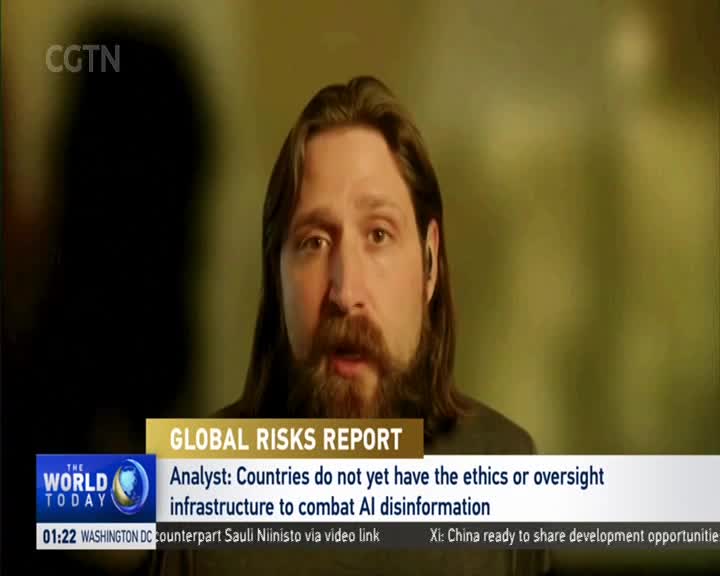 CGTN
GLOBAL RISKS REPORT
THE
WORLD
TODAY
Analyst: Countries do not yet have the ethics or oversight
infrastructure to combat AI disinformation
01:22 WASHINGTON DC
counterpart Sauli Niinisto via video link Xi: China ready to share development opportunities